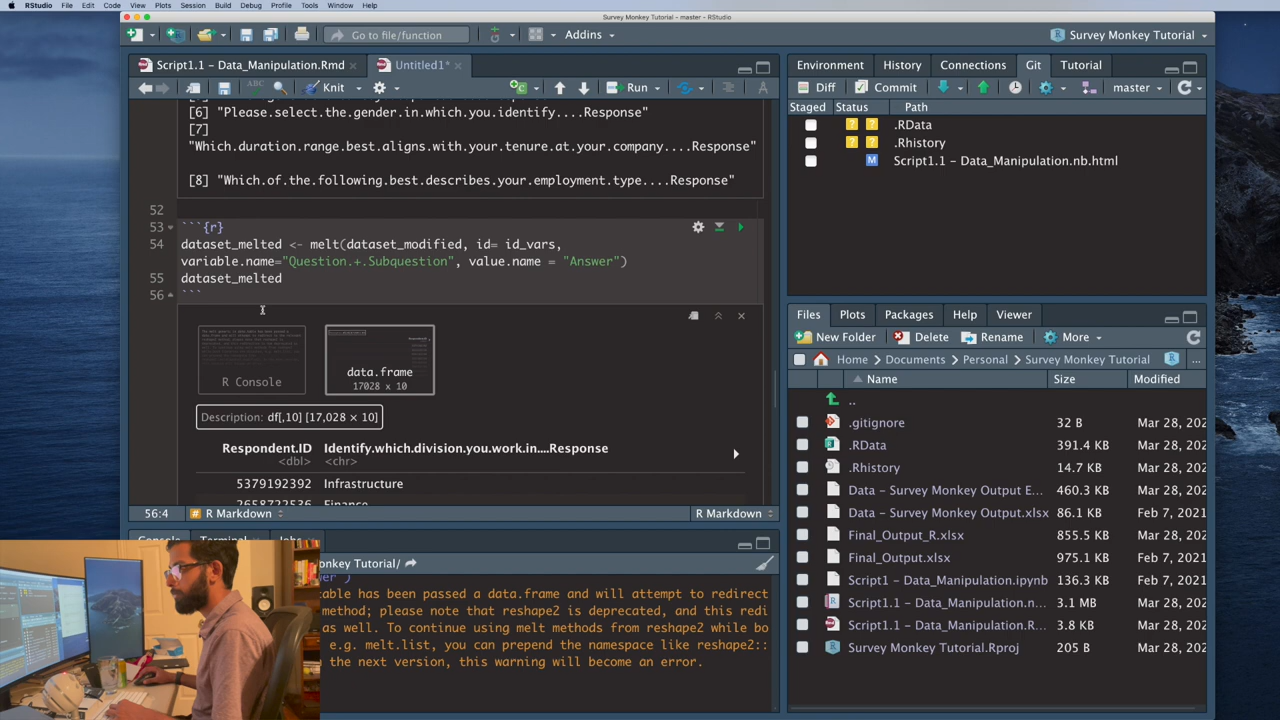 RStudio File Edit Code View Plots Session Build Debug Profile Tools Window Help
Survey Monkey Tutorial - master - RStudio
Go to file/function
Addins
Survey Monkey Tutorial
Script1.1 - Data_Manipulation.Rmd
Untitled1*
Knit
Run
[6] "Please.select.the.gender.in.which.you.identify....Response"
[7]
"Which.duration.range.best.aligns.with.your.tenure.at.your.company....Response"
[8] "Which.of.the.following.best.describes.your.employment.type....Response"
52
53 ```{r}
54 dataset_melted <- melt(dataset_modified, id= id_vars,
variable.name="Question.+.Subquestion", value.name = "Answer")
55 dataset_melted
56 ```
R Console
data.frame
17028 x 10
Description: df[,10] [17,028 × 10]
Respondent.ID Identify.which.division.you.work.in....Response
<dbl> <chr>
5379192392 Infrastructure
2658722536 Finance
56:4 # R Markdown R Markdown
Console Terminal Jobs
onkey Tutorial/
table has been passed a data.frame and will attempt to redirect
method; please note that reshape2 is deprecated, and this redi
as well. To continue using melt methods from reshape2 while bo
e.g. melt.list, you can prepend the namespace like reshape2::
the next version, this warning will become an error.
Environment History Connections Git Tutorial
Diff Commit master
Staged Status Path
? ? .RData
? ? .Rhistory
M Script1.1 - Data_Manipulation.nb.html
Files Plots Packages Help Viewer
New Folder Delete Rename More
Home Documents Personal Survey Monkey Tutorial ...
Name Size Modified
..
.gitignore 32 B Mar 28, 202
.RData 391.4 KB Mar 28, 202
.Rhistory 14.7 KB Mar 28, 202
Data - Survey Monkey Output E... 460.3 KB Mar 28, 202
Data - Survey Monkey Output.xlsx 86.1 KB Feb 7, 2021
Final_Output_R.xlsx 855.5 KB Mar 28, 202
Final_Output.xlsx 975.1 KB Feb 7, 2021
Script1 - Data_Manipulation.ipynb 136.3 KB Mar 28, 202
Script1.1 - Data_Manipulation.n... 3.1 MB Mar 28, 202
Script1.1 - Data_Manipulation.R... 3.8 KB Mar 28, 202
Survey Monkey Tutorial.Rproj 205 B Mar 28, 202